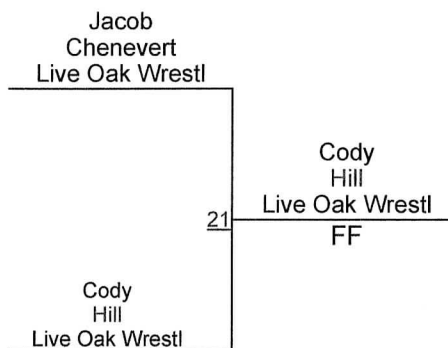 Jacob
Chenevert
Live Oak Wrestl
Cody
Hill
Live Oak Wrestl
21
FF
Cody
Hill
Live Oak Wrestl